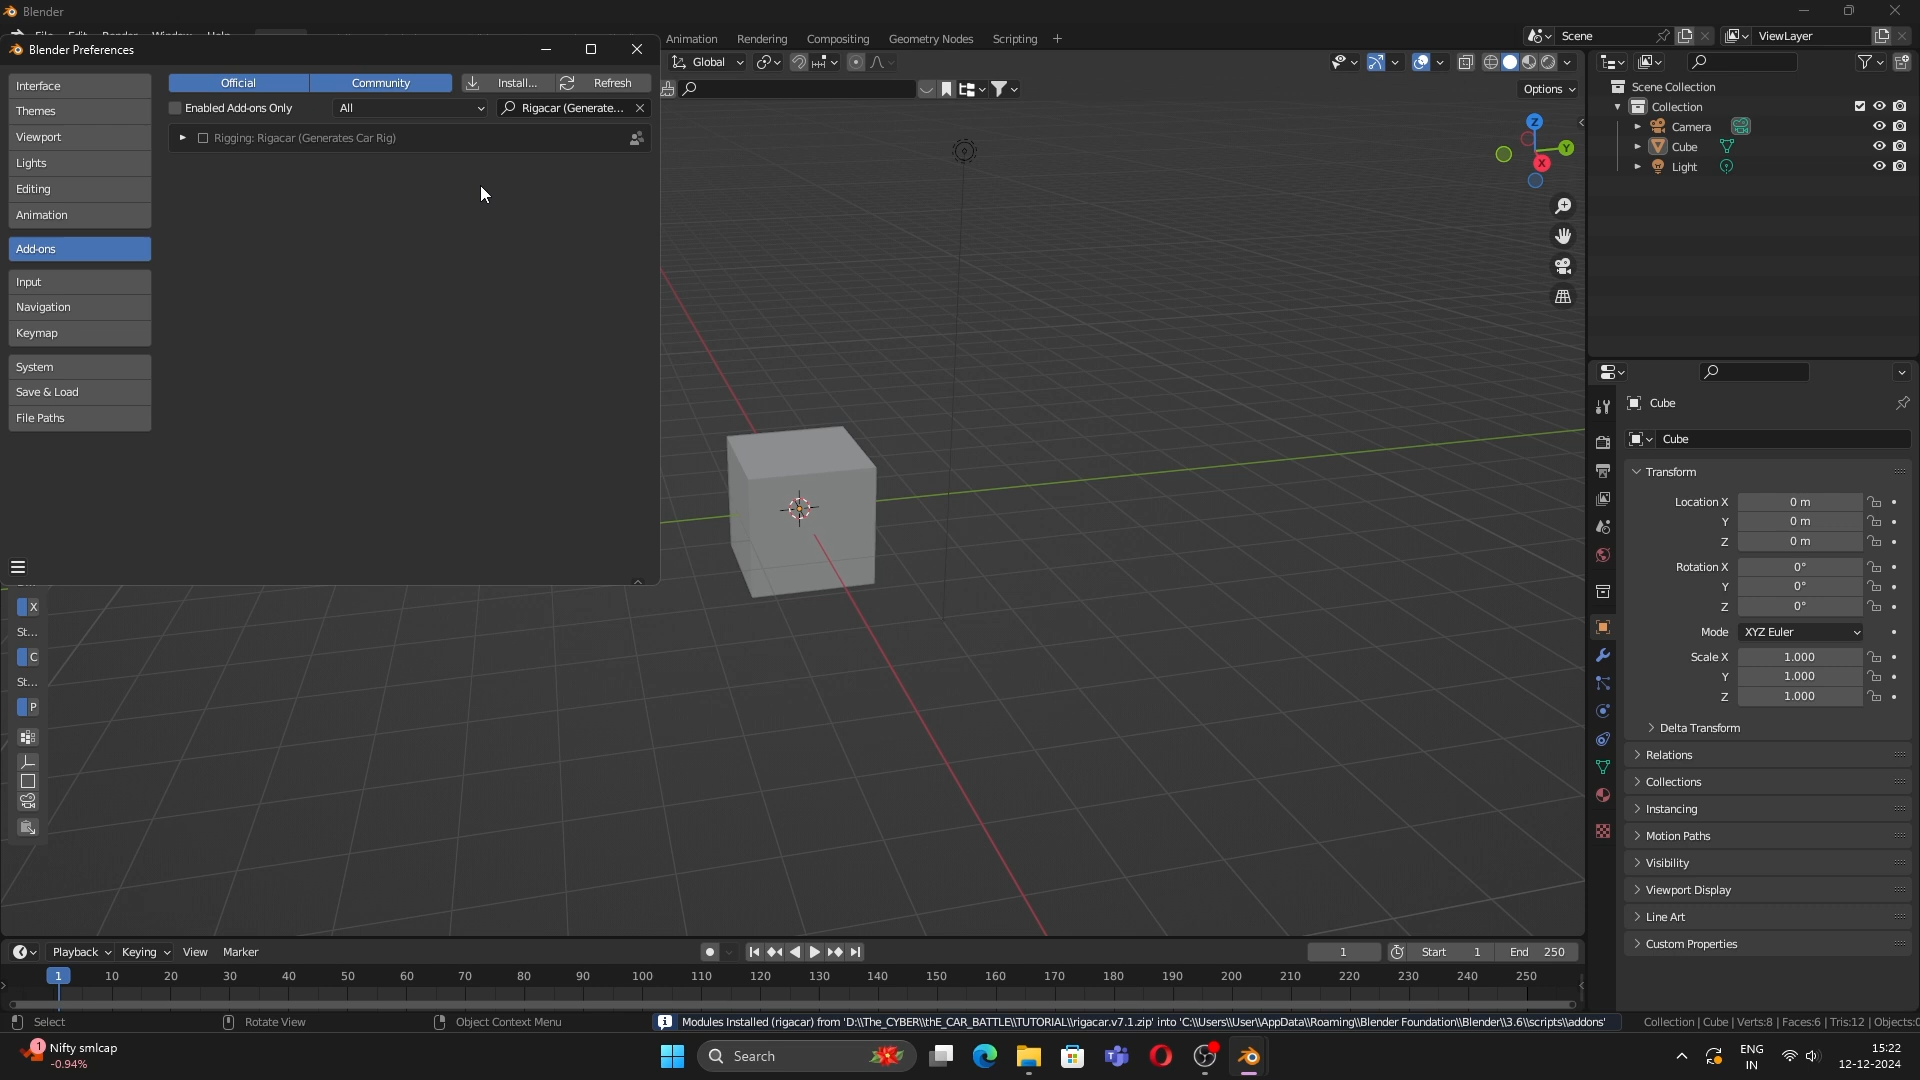 Blender
Blender Preferences
Animation Rendering Compositing Geometry Nodes Scripting +
Scene
ViewLayer
Interface
Themes
Viewport
Lights
Editing
Animation
Add-ons
Input
Navigation
Keymap
System
Save & Load
File Paths
Official Community Install... Refresh
Enabled Add-ons Only All Rigacar (Generate...
Rigging: Rigacar (Generates Car Rig)
Global
Options
Z
Y
X
Scene Collection
Collection
Camera
Cube
Light
Cube
Cube
Transform
Location X 0 m
Y 0 m
Z 0 m
Rotation X 0°
Y 0°
Z 0°
Mode XYZ Euler
Scale X 1.000
Y 1.000
Z 1.000
Delta Transform
Relations
Collections
Instancing
Motion Paths
Visibility
Viewport Display
Line Art
Custom Properties
X
St...
C
St...
P
Playback Keying View Marker
1 Start 1 End 250
1 10 20 30 40 50 60 70 80 90 100 110 120 130 140 150 160 170 180 190 200 210 220 230 240 250
Select Rotate View Object Context Menu
Modules Installed (rigacar) from 'D:\\The_CYBER\\thE_CAR_BATTLE\\TUTORIAL\\rigacar.v7.1.zip' into 'C:\\Users\\User\\AppData\\Roaming\\Blender Foundation\\Blender\\3.6\\scripts\\addons'
Collection | Cube | Verts:8 | Faces:6 | Tris:12 | Objects:0
1
Nifty smlcap
-0.94%
Search
ENG
IN
15:22
12-12-2024